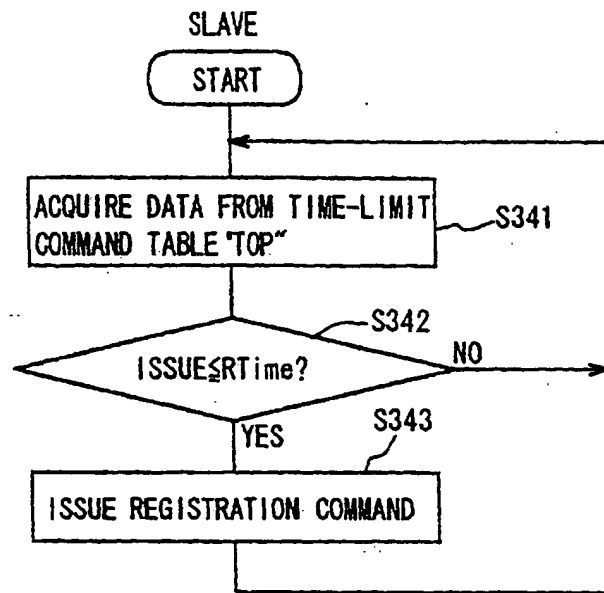 SLAVE
START
ACQUIRE DATA FROM TIME-LIMIT
COMMAND TABLE "TOP"
S341
S342
ISSUE≦RTime?
NO
YES
S343
ISSUE REGISTRATION COMMAND